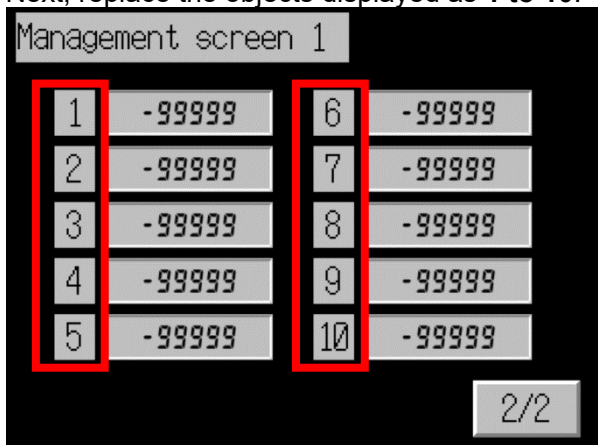 Next, replace the objects displayed as 1 to 10.
Management screen 1
1 -99999 6 -99999
2 -99999 7 -99999
3 -99999 8 -99999
4 -99999 9 -99999
5 -99999 10 -99999
2/2